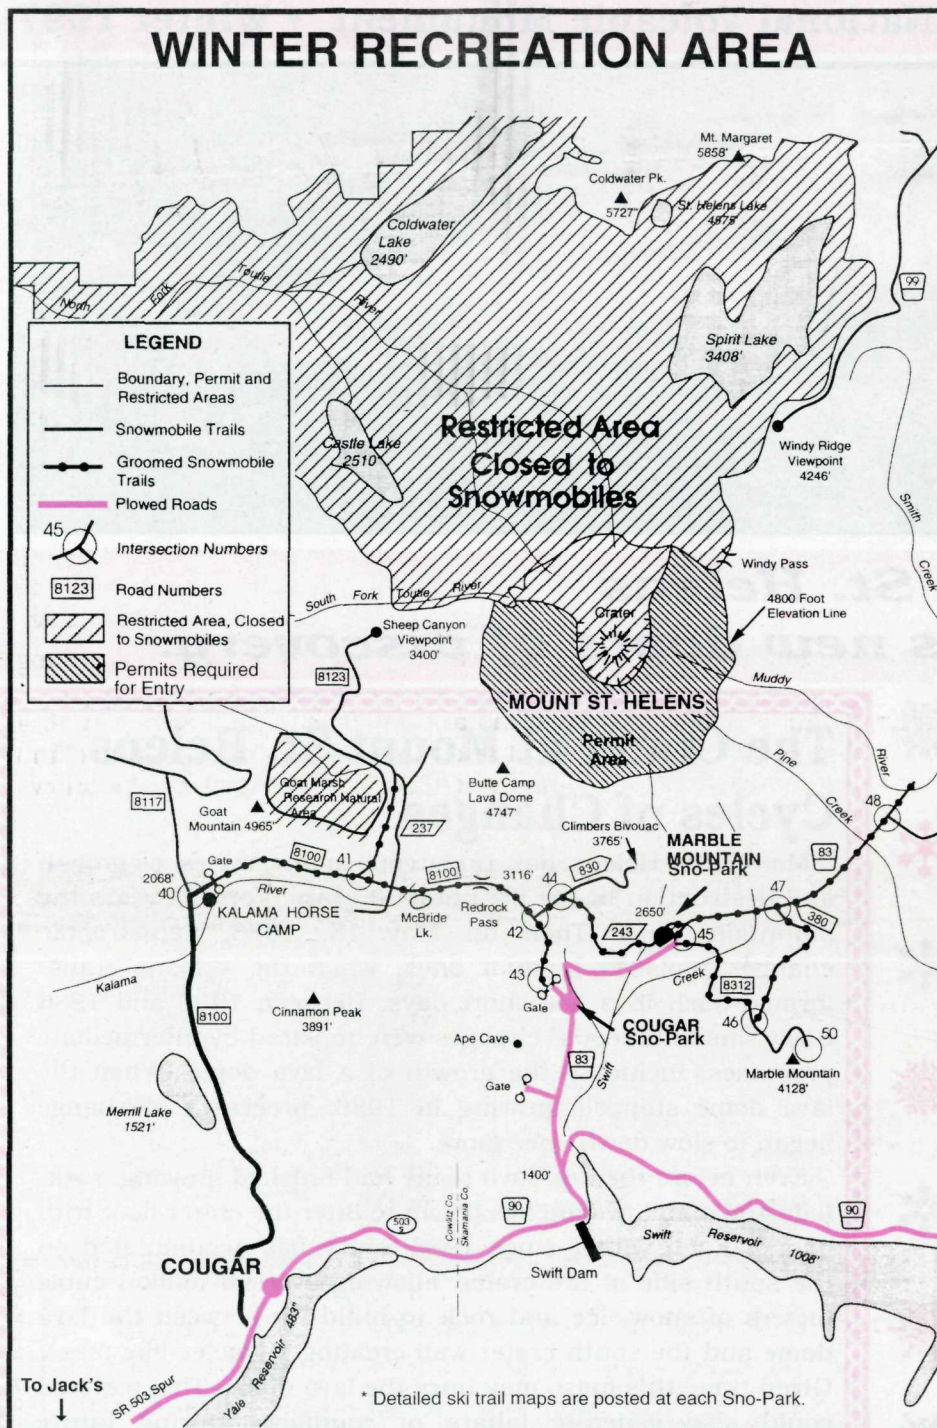 WINTER RECREATION AREA
Mt. Margaret
5858'
Coldwater Pk.
5727"
St. Helens Lake
4575'
Coldwater
Lake
2490'
North
Fork
Toutle
River
99
Spirit Lake
3408'
LEGEND
Boundary, Permit and
Restricted Areas
Snowmobile Trails
Groomed Snowmobile
Trails
Plowed Roads
45
Intersection Numbers
8123
Road Numbers
Restricted Area, Closed
to Snowmobiles
Permits Required
for Entry
Castle Lake
2510"
Restricted Area
Closed to
Snowmobiles
Windy Ridge
Viewpoint
4246'
Smith
Creek
Windy Pass
4800 Foot
Elevation Line
South
Fork
Toutle
River
Sheep Canyon
Viewpoint
3400'
8123
Crater
MOUNT ST. HELENS
Permit
Area
Muddy
River
Pine
Creek
8117
Goat Marsh
Research Natural
Area
Goat
Mountain 4965'
237
Butte Camp
Lava Dome
4747'
Climbers Bivouac
3765'
MARBLE
MOUNTAIN
Sno-Park
48
83
2068'
Gate
8100
41
8100
3116'
44
830
47
40
River
KALAMA HORSE
CAMP
McBride
Lk.
Redrock
Pass
42
243
2650'
45
380
Kalama
43
Creek
8312
8100
Cinnamon Peak
3891'
Gate
COUGAR
Sno-Park
46
50
Ape Cave
83
Swift
Marble Mountain
4128'
Gate
Merrill Lake
1521'
1400'
Cowlitz Co.
Skamania Co.
503
S
90
90
Swift
Reservoir
1008'
Swift Dam
COUGAR
Yale Reservoir 483"
To Jack's
SR 503 Spur
* Detailed ski trail maps are posted at each Sno-Park.